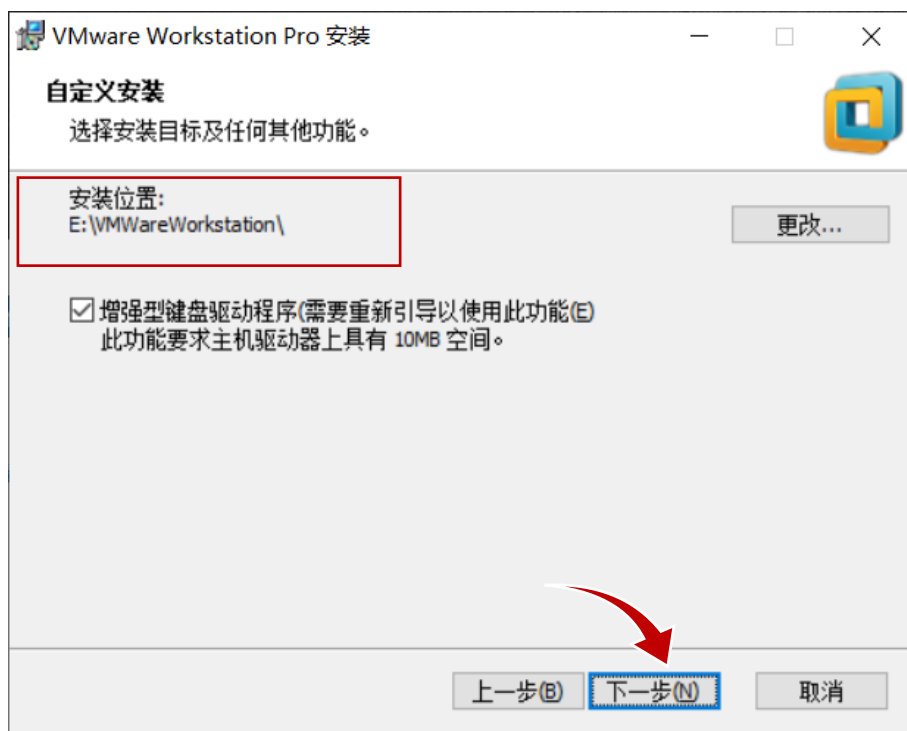 VMware Workstation Pro 安装
自定义安装
选择安装目标及任何其他功能。
安装位置:
E:\VMWareWorkstation\
更改...
增强型键盘驱动程序(需要重新引导以使用此功能(E)
此功能要求主机驱动器上具有 10MB 空间。
上一步(B)
下一步(N)
取消